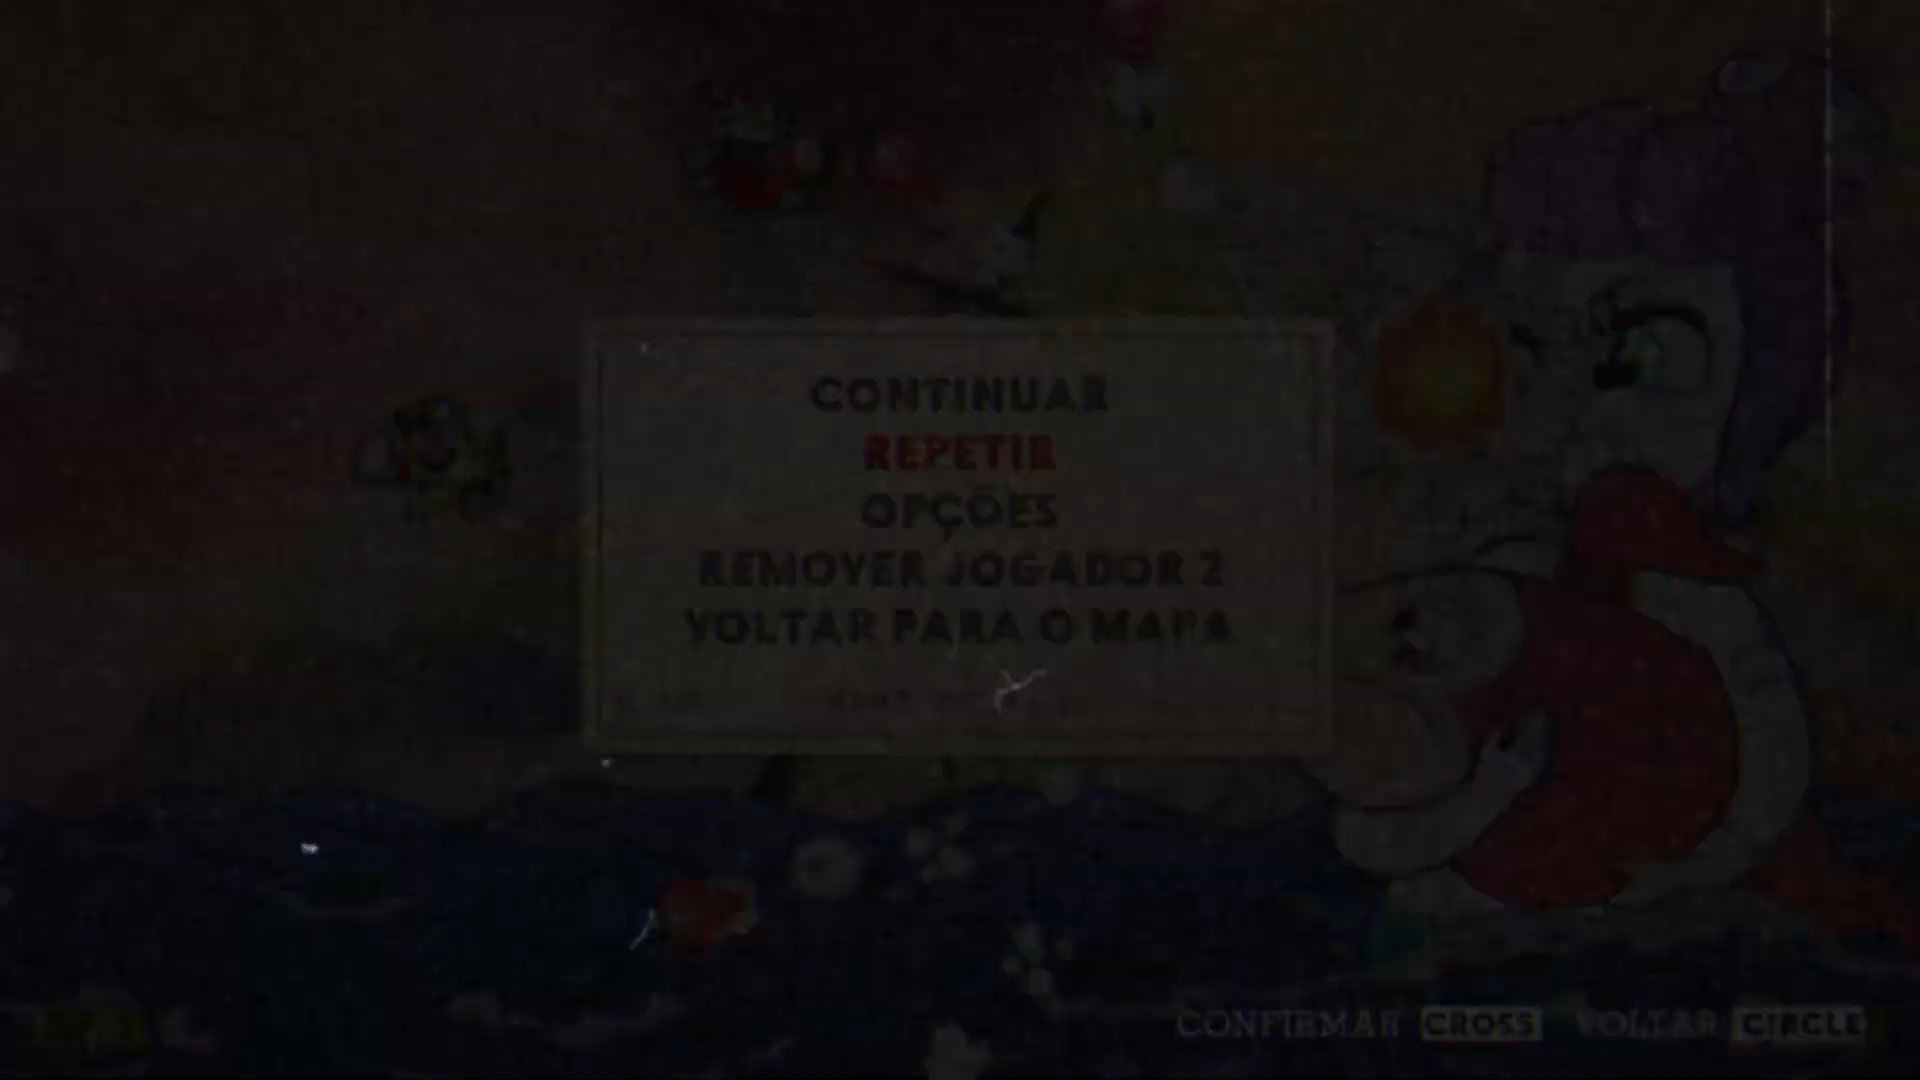 CONTINUAR
REPETIR
OPÇÕES
REMOVER JOGADOR 2
VOLTAR PARA O MAPA
CONFIRMAR CROSS VOLTAR CIRCLE